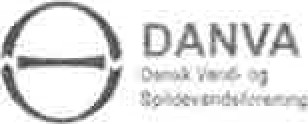 DANVA
Dansk Vand- og
Spildevandsforening